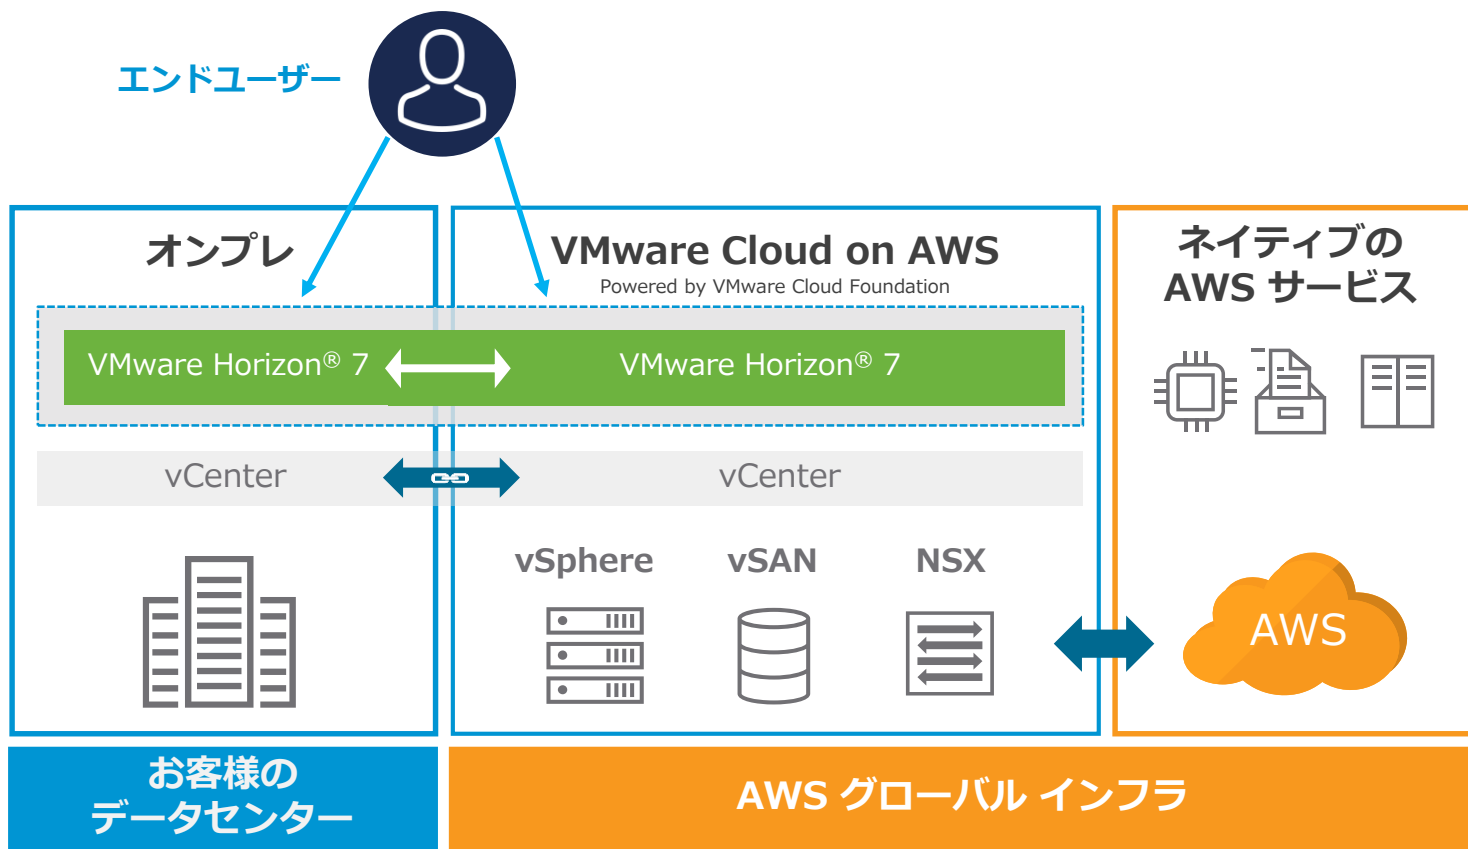 エンドユーザー
オンプレ
VMware Cloud on AWS
Powered by VMware Cloud Foundation
ネイティブの
AWS サービス
VMware Horizon® 7
VMware Horizon® 7
vCenter
vCenter
vSphere
vSAN
NSX
AWS
お客様の
データセンター
AWS グローバル インフラ